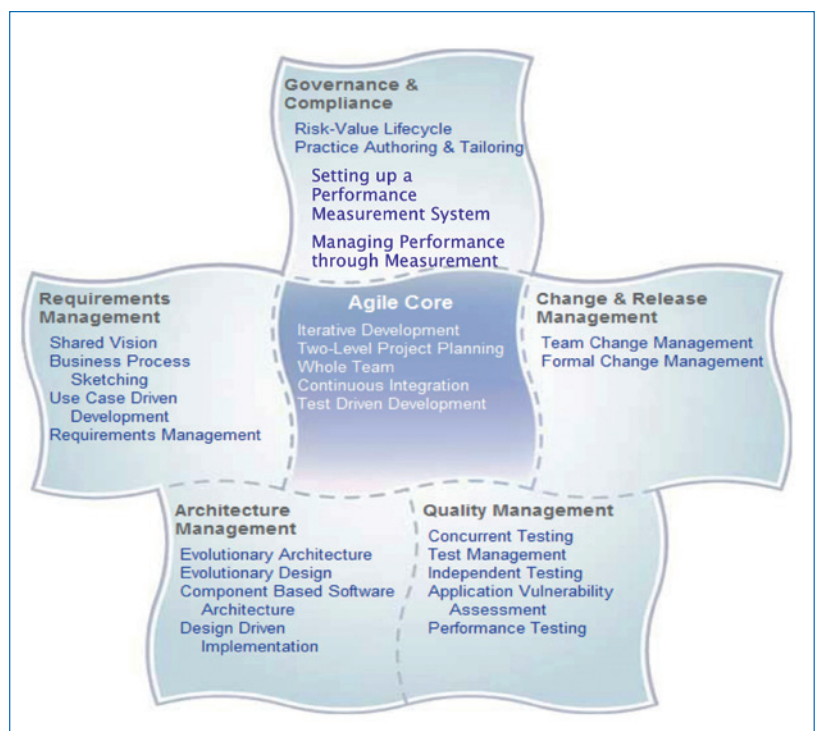 Governance &
Compliance
Risk-Value Lifecycle
Practice Authoring & Tailoring
Setting up a
Performance
Measurement System
Managing Performance
through Measurement
Requirements
Management
Shared Vision
Business Process
Sketching
Use Case Driven
Development
Requirements Management
Agile Core
Iterative Development
Two-Level Project Planning
Whole Team
Continuous Integration
Test Driven Development
Change & Release
Management
Team Change Management
Formal Change Management
Architecture
Management
Evolutionary Architecture
Evolutionary Design
Component Based Software
Architecture
Design Driven
Implementation
Quality Management
Concurrent Testing
Test Management
Independent Testing
Application Vulnerability
Assessment
Performance Testing